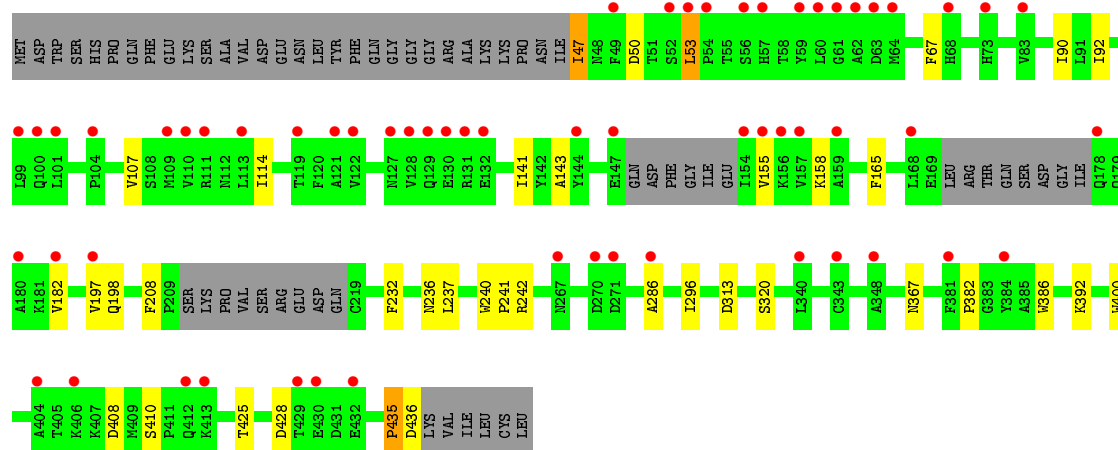 MET ASP TRP SER HIS PRO GLN PHE GLU LYS SER ALA VAL ASP GLU ASN LEU TYR PHE GLN GLY GLY GLY ARG ALA LYS LYS PRO ASN ILE I47 N48 F49 D50 T51 S52 L53 P54 T55 S56 H57 T58 Y59 L60 G61 A62 D63 M64 F67 H68 H73 V83 I90 L91 I92
L99 Q100 L101 P104 V107 S108 M109 V110 R111 N112 L113 I114 T119 F120 A121 V122 N127 V128 Q129 E130 R131 E132 I141 Y142 A143 Y144 E147 GLN ASP PHE GLY ILE GLU I154 V155 K156 V157 K158 A159 F165 L168 E169 LEU ARG THR GLN SER ASP GLY ILE Q178 Q179
A180 K181 V182 V197 Q198 F208 P209 SER LYS PRO VAL SER ARG GLU ASP GLN C219 F232 N236 L237 W240 P241 R242 N267 D270 D271 A286 I296 D313 S320 L340 C343 A348 N367 F381 P382 G383 Y384 A385 W386 K392 W400
A404 T405 K406 K407 D408 M409 S410 P411 Q412 K413 T425 D428 T429 E430 D431 E432 P435 D436 LYS VAL ILE LEU CYS LEU